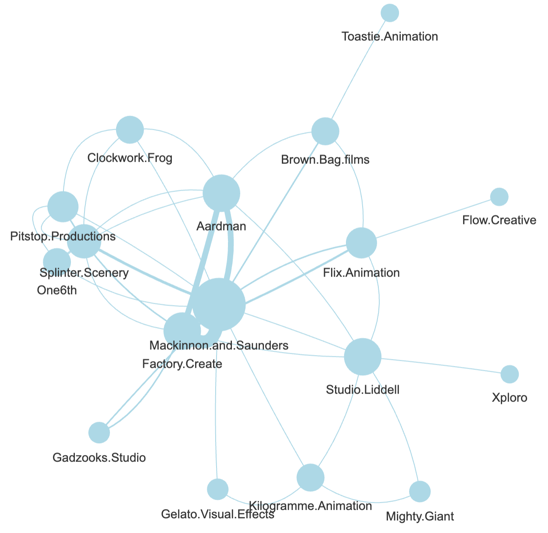 Toastie.Animation
Clockwork.Frog
Brown.Bag.films
Aardman
Flow.Creative
Pitstop.Productions
Splinter.Scenery
Flix.Animation
One6th
Mackinnon.and.Saunders
Factory.Create
Studio.Liddell
Xploro
Gadzooks.Studio
Gelato.Visual.Effects
Kilogramme.Animation
Mighty.Giant